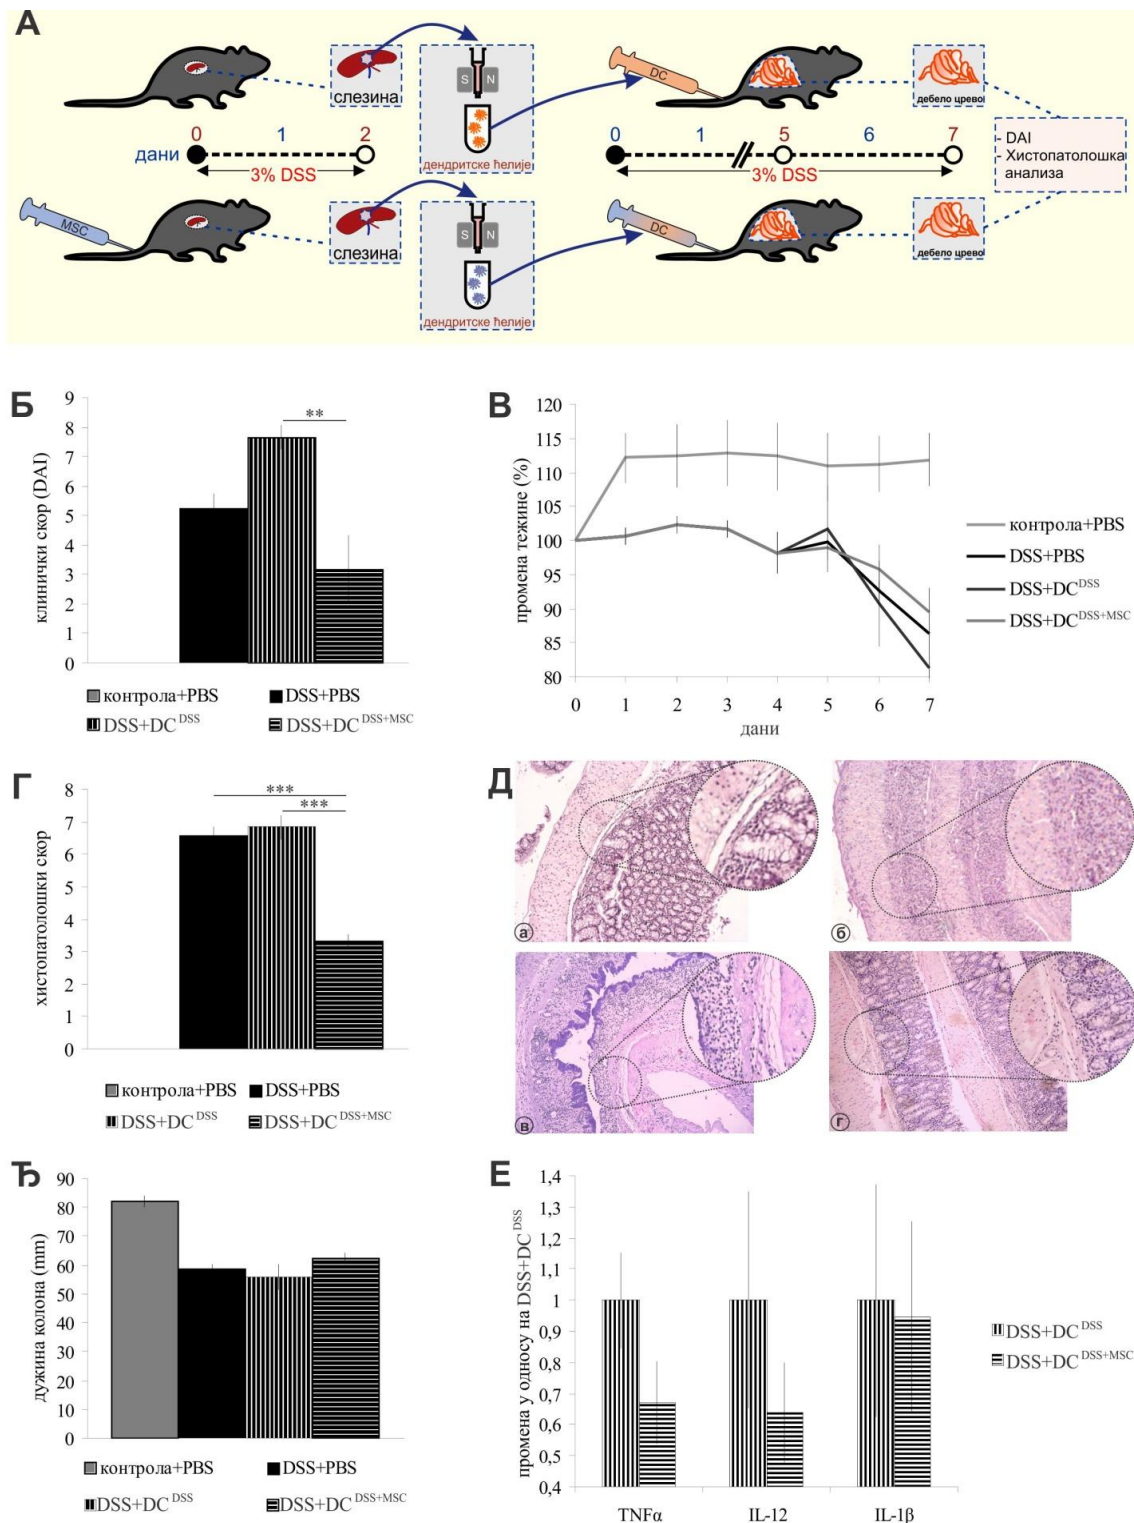 А
слезина
S N
дендритске ћелије
DC
дебело црево
0 1 2
дани
3% DSS
0 1 5 6 7
3% DSS
- DAI
- Хистопатолошка
анализа
MSC
слезина
S N
дендритске ћелије
DC
дебело црево
Б
клинички скор (DAI)
9
8
7
6
5
4
3
2
1
0
**
контрола+PBS
DSS+PBS
DSS+DC^DSS
DSS+DC^DSS+MSC
В
промена тежине (%)
120
115
110
105
100
95
90
85
80
0 1 2 3 4 5 6 7
дани
контрола+PBS
DSS+PBS
DSS+DC^DSS
DSS+DC^DSS+MSC
Г
хистопатолошки скор
8
7
6
5
4
3
2
1
0
***
***
контрола+PBS
DSS+PBS
DSS+DC^DSS
DSS+DC^DSS+MSC
Д
а
б
в
г
Ђ
дужина колона (mm)
90
80
70
60
50
40
30
20
10
0
контрола+PBS
DSS+PBS
DSS+DC^DSS
DSS+DC^DSS+MSC
Е
промена у односу на DSS+DC^DSS
1,4
1,3
1,2
1,1
1
0,9
0,8
0,7
0,6
0,5
0,4
TNFα IL-12 IL-1β
DSS+DC^DSS
DSS+DC^DSS+MSC